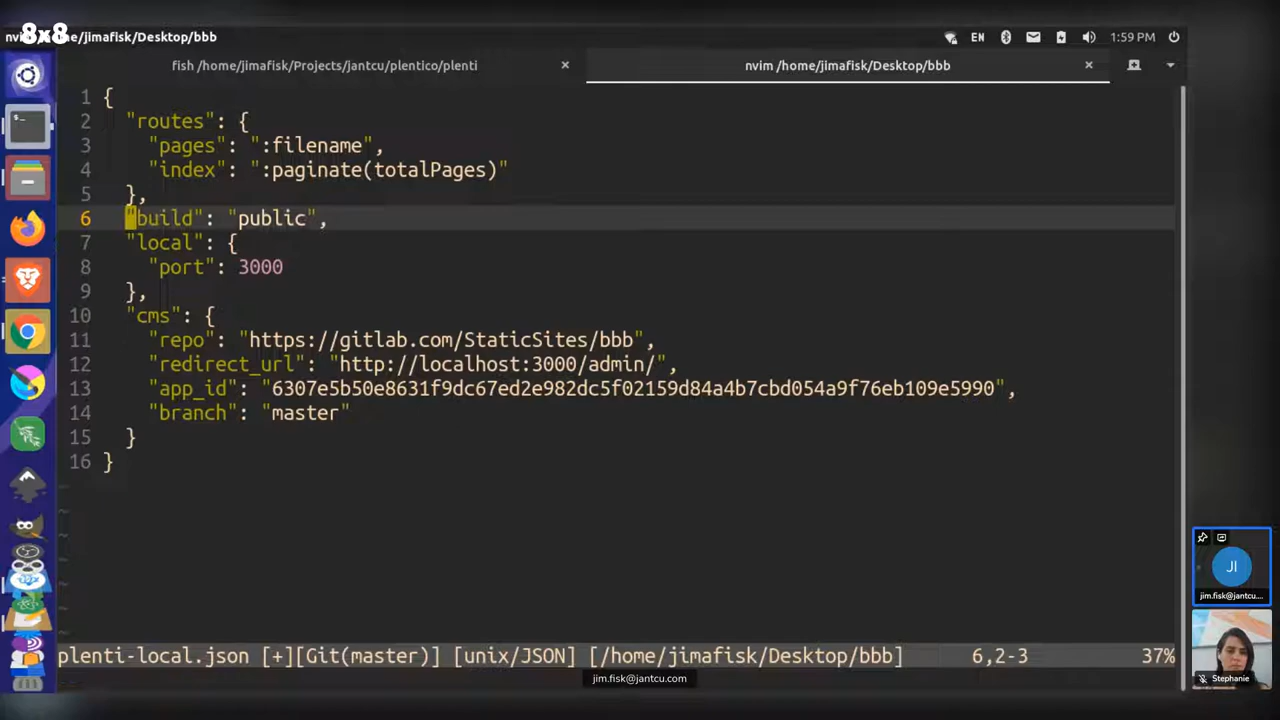 8x8
nvim /home/jimafisk/Desktop/bbb
EN
1:59 PM
fish /home/jimafisk/Projects/jantcu/plentico/plenti
nvim /home/jimafisk/Desktop/bbb
1 {
2 "routes": {
3 "pages": ":filename",
4 "index": ":paginate(totalPages)"
5 },
6 "build": "public",
7 "local": {
8 "port": 3000
9 },
10 "cms": {
11 "repo": "https://gitlab.com/StaticSites/bbb",
12 "redirect_url": "http://localhost:3000/admin/",
13 "app_id": "6307e5b50e8631f9dc67ed2e982dc5f02159d84a4b7cbd054a9f76eb109e5990",
14 "branch": "master"
15 }
16 }
~
~
~
~
~
~
~
plenti-local.json [+][Git(master)] [unix/JSON] [/home/jimafisk/Desktop/bbb] 6,2-3 37%
jim.fisk@jantcu.com
JI
jim.fisk@jantcu....
Stephanie